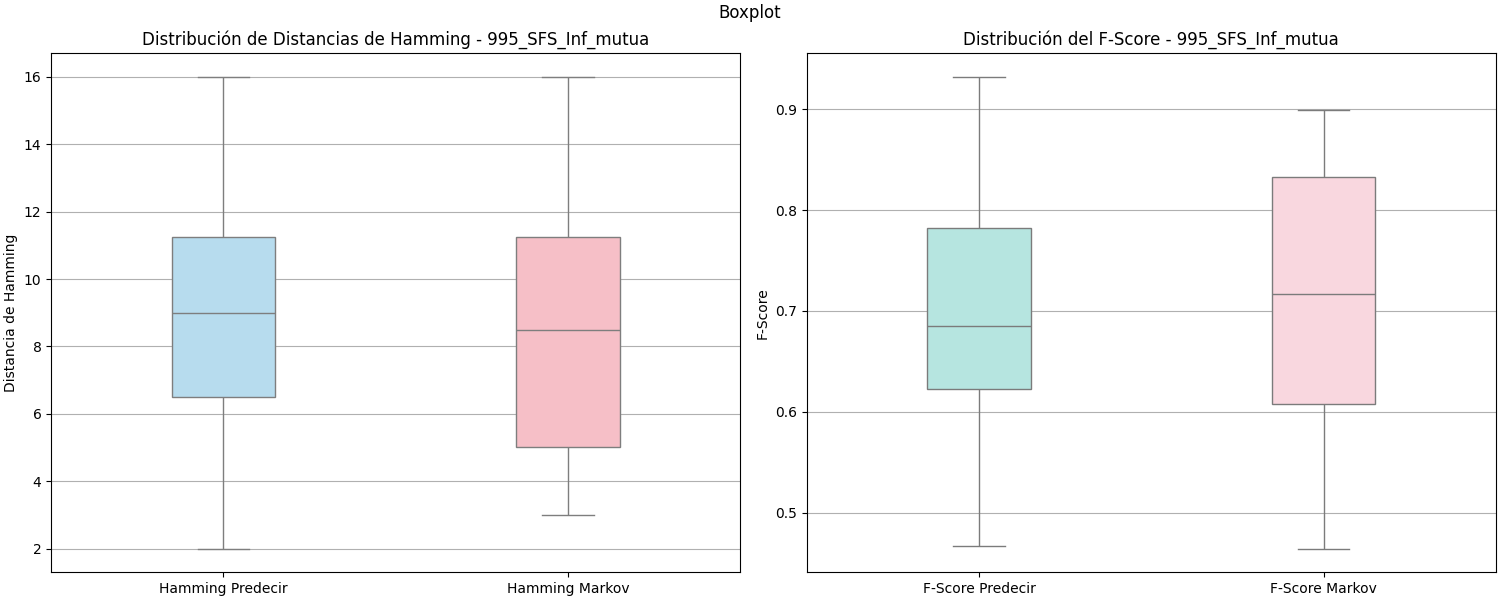 Boxplot
Distribución de Distancias de Hamming - 995_SFS_Inf_mutua
Distancia de Hamming
16
14
12
10
8
6
4
2
Hamming Predecir
Hamming Markov
Distribución del F-Score - 995_SFS_Inf_mutua
F-Score
0.9
0.8
0.7
0.6
0.5
F-Score Predecir
F-Score Markov